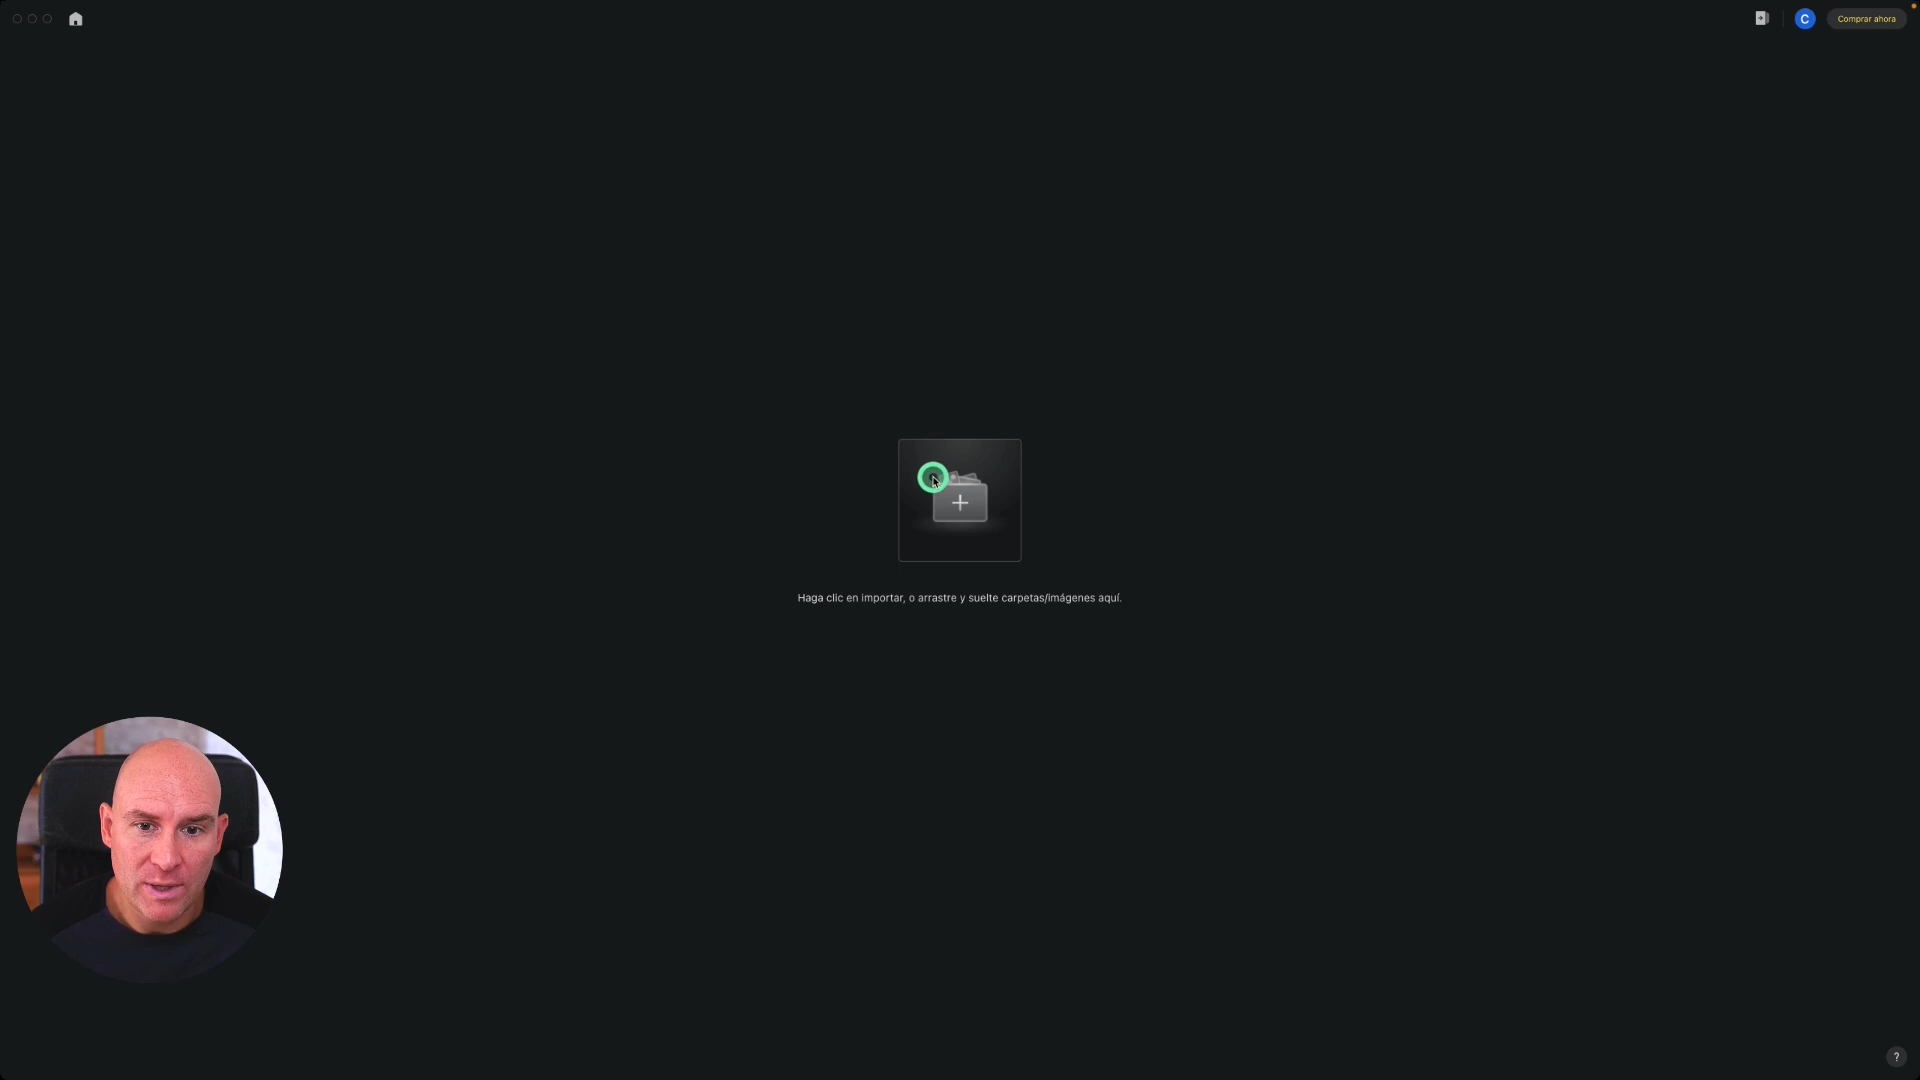 C
Comprar ahora
Haga clic en importar, o arrastre y suelte carpetas/imágenes aquí.
?